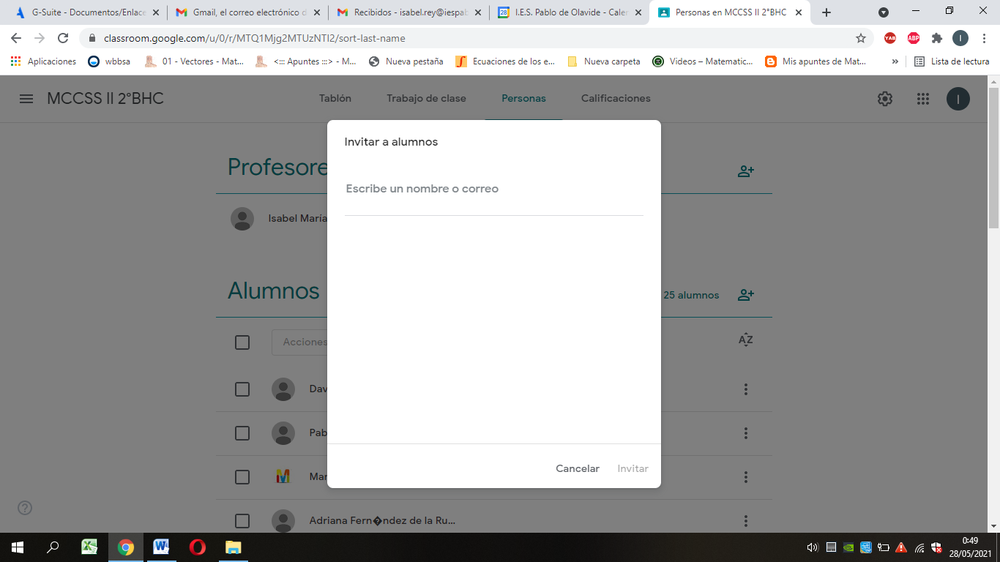 G-Suite - Documentos/Enlace
Gmail, el correo electrónico d
Recibidos - isabel.rey@iespab
I.E.S. Pablo de Olavide - Caler
Personas en MCCSS II 2°BHC
classroom.google.com/u/0/r/MTQ1Mjg2MTUzNTI2/sort-last-name
Aplicaciones
wbbsa
01 - Vectores - Mat...
<::: Apuntes :::> - M...
Nueva pestaña
Ecuaciones de los e...
Nueva carpeta
Videos – Matematic...
Mis apuntes de Mat...
»
Lista de lectura
MCCSS II 2°BHC
Tablón
Trabajo de clase
Personas
Calificaciones
I
Invitar a alumnos
Profesore
Escribe un nombre o correo
Isabel María
Alumnos
25 alumnos
Acciones
AZ
Dav
Pab
Mar
Cancelar
Invitar
Adriana Fern�ndez de la Ru...
0:49
28/05/2021